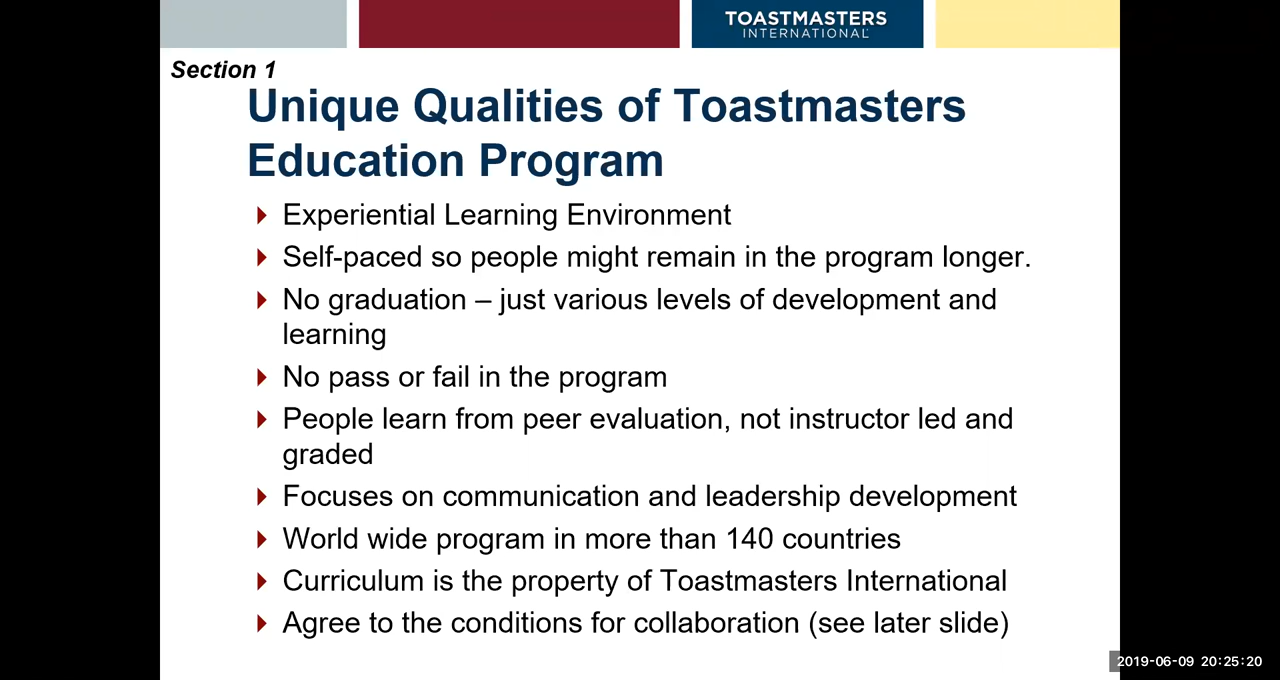 TOASTMASTERS
INTERNATIONAL
Section 1
Unique Qualities of Toastmasters
Education Program
Experiential Learning Environment
Self-paced so people might remain in the program longer.
No graduation – just various levels of development and
learning
No pass or fail in the program
People learn from peer evaluation, not instructor led and
graded
Focuses on communication and leadership development
World wide program in more than 140 countries
Curriculum is the property of Toastmasters International
Agree to the conditions for collaboration (see later slide)
2019-06-09 20:25:20